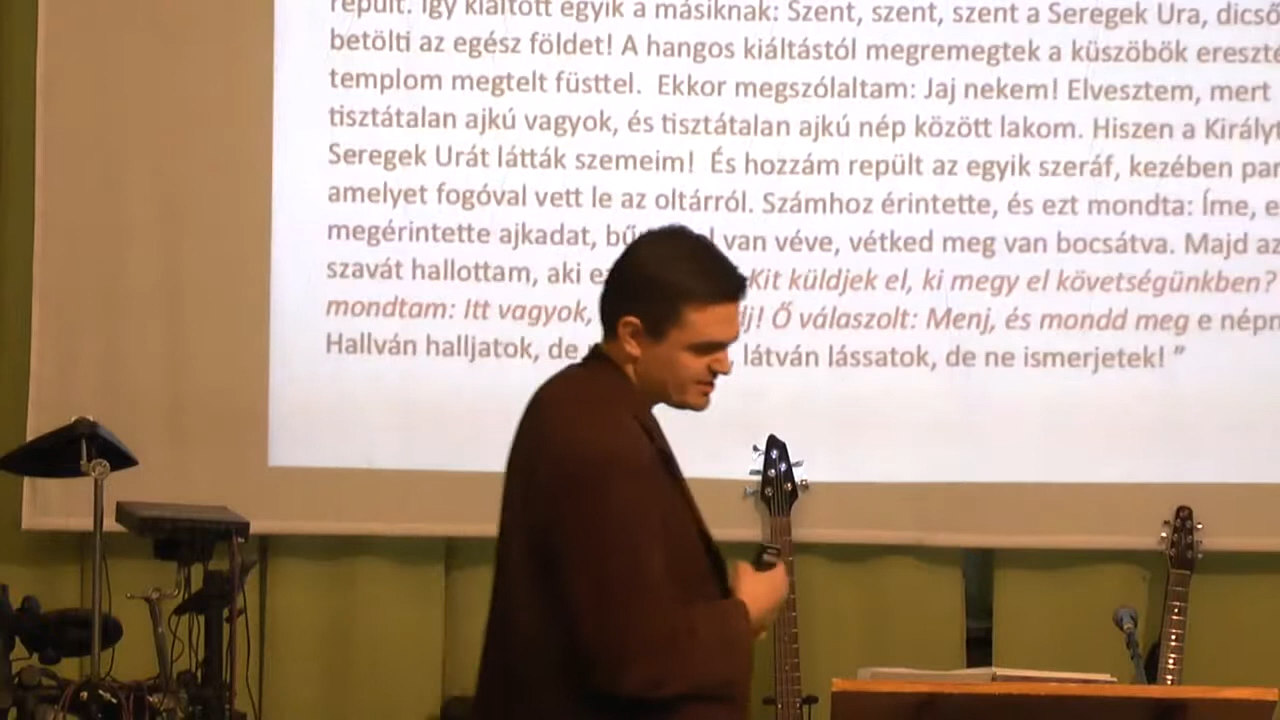 repült. Így kiáltott egyik a másiknak: Szent, szent, szent a Seregek Ura, dicső
betölti az egész földet! A hangos kiáltástól megremegtek a küszöbök ereszté
templom megtelt füsttel. Ekkor megszólaltam: Jaj nekem! Elvesztem, mert
tisztátalan ajkú vagyok, és tisztátalan ajkú nép között lakom. Hiszen a Királyt
Seregek Urát látták szemeim! És hozzám repült az egyik szeráf, kezében par
amelyet fogóval vett le az oltárról. Számhoz érintette, és ezt mondta: Íme, e
megérintette ajkadat, van véve, vétked meg van bocsátva. Majd az
szavát hallottam, aki Kit küldjek el, ki megy el követségünkben?
mondtam: Itt vagyok, Ő válaszolt: Menj, és mondd meg e népn
Hallván halljatok, de látván lássatok, de ne ismerjetek! ”